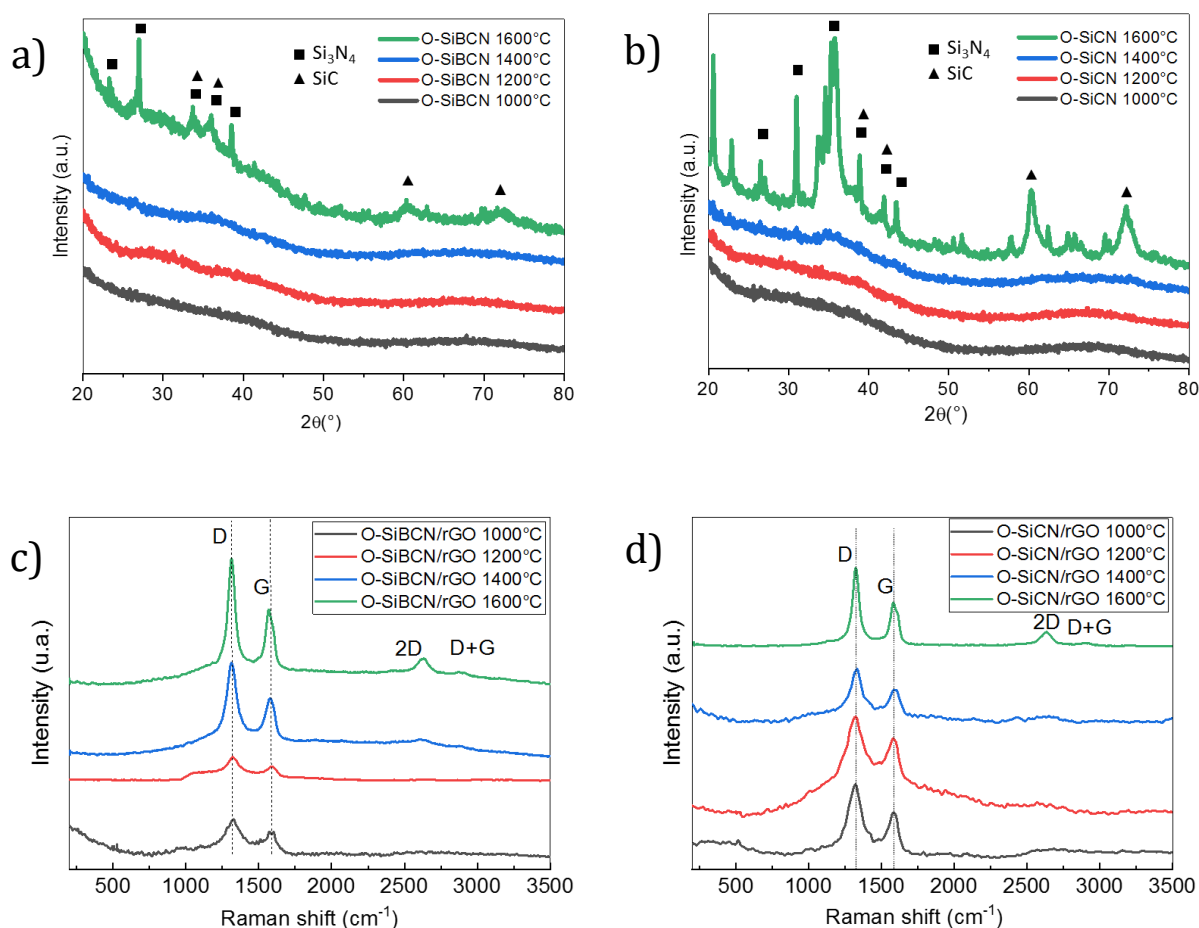 a)
Intensity (a.u.)
■ Si₃N₄
▲ SiC
O-SiBCN 1600°C
O-SiBCN 1400°C
O-SiBCN 1200°C
O-SiBCN 1000°C
20 30 40 50 60 70 80
2θ(°)
b)
Intensity (a.u.)
■ Si₃N₄
▲ SiC
O-SiCN 1600°C
O-SiCN 1400°C
O-SiCN 1200°C
O-SiCN 1000°C
20 30 40 50 60 70 80
2θ(°)
c)
Intensity (u.a.)
D
G
2D
D+G
O-SiBCN/rGO 1000°C
O-SiBCN/rGO 1200°C
O-SiBCN/rGO 1400°C
O-SiBCN/rGO 1600°C
500 1000 1500 2000 2500 3000 3500
Raman shift (cm⁻¹)
d)
Intensity (u.a.)
D
G
2D
D+G
O-SiCN/rGO 1000°C
O-SiCN/rGO 1200°C
O-SiCN/rGO 1400°C
O-SiCN/rGO 1600°C
500 1000 1500 2000 2500 3000 3500
Raman shift (cm⁻¹)